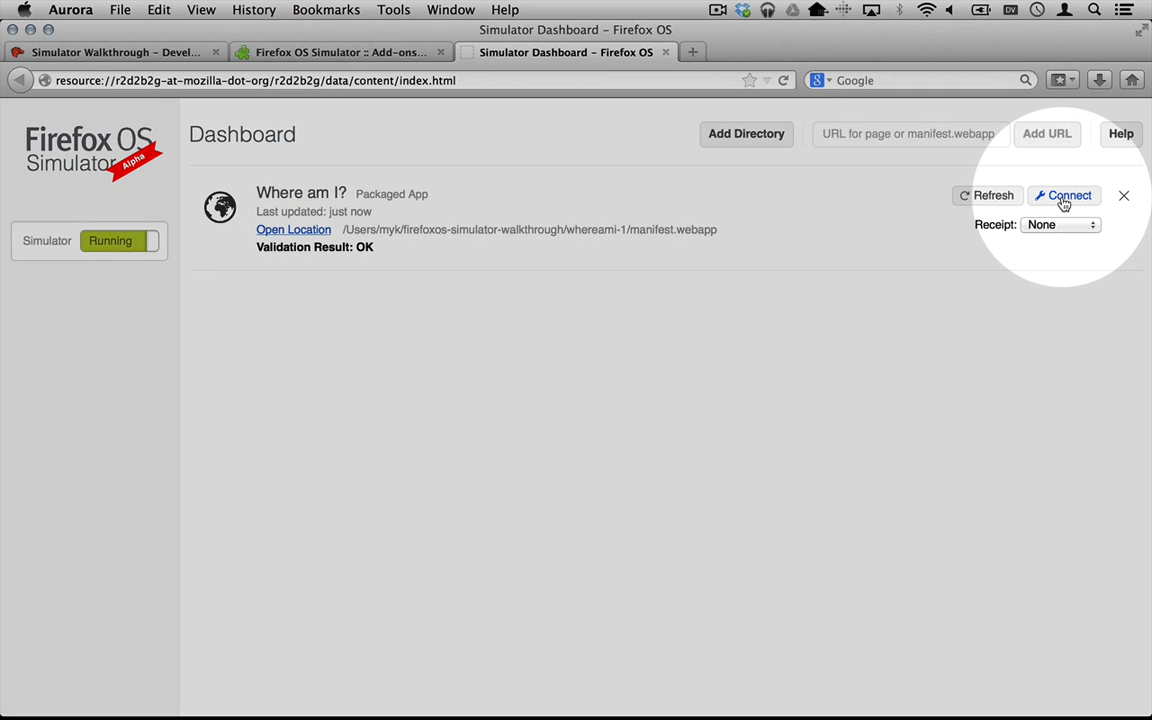 Aurora File Edit View History Bookmarks Tools Window Help DV
Simulator Dashboard – Firefox OS
Simulator Walkthrough – Devel... × Firefox OS Simulator :: Add-ons... × Simulator Dashboard – Firefox OS × +
resource://r2d2b2g-at-mozilla-dot-org/r2d2b2g/data/content/index.html Google
Firefox OS
Simulator
Alpha
Dashboard Add Directory URL for page or manifest.webapp Add URL Help
Where am I? Packaged App Refresh Connect ×
Last updated: just now
Receipt: None
Open Location /Users/myk/firefoxos-simulator-walkthrough/whereami-1/manifest.webapp
Simulator Running
Validation Result: OK